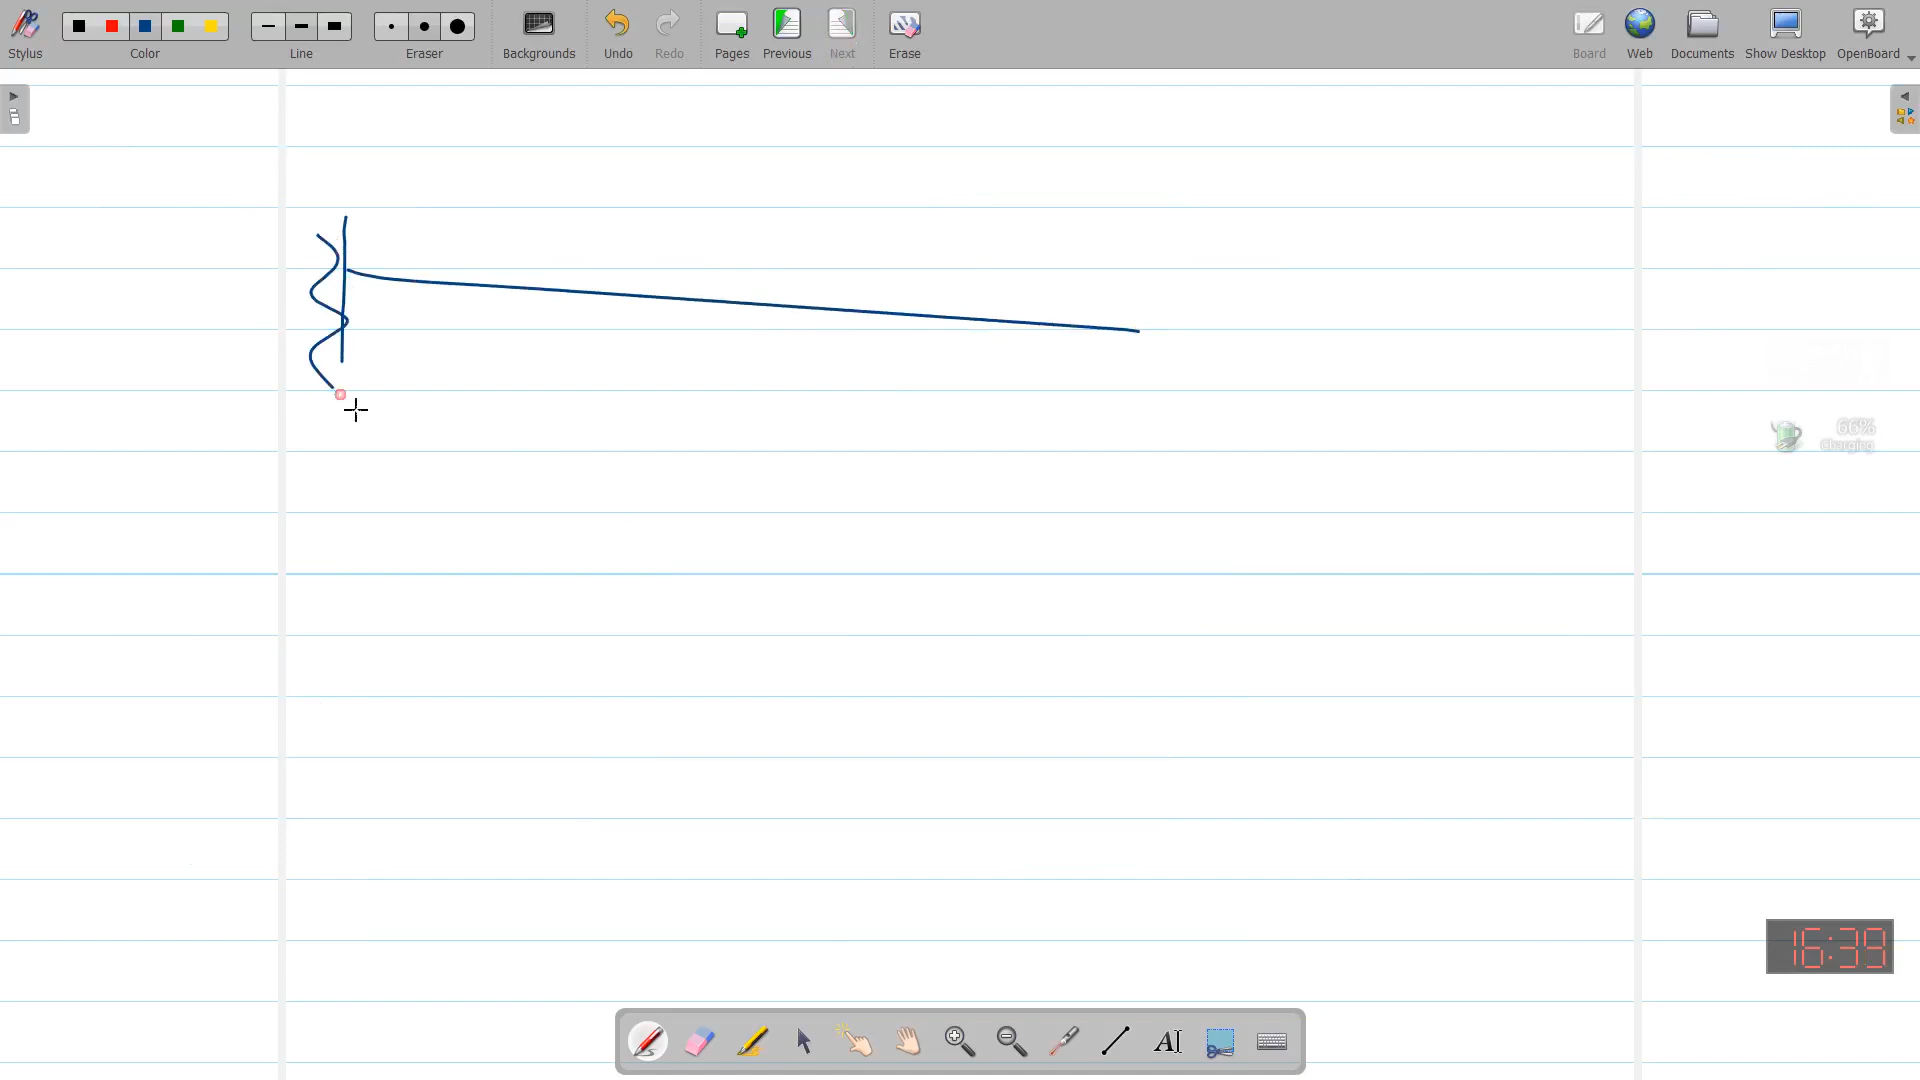 Stylus Color Line Eraser Backgrounds Undo Redo Pages Previous Next Erase Board Web Documents Show Desktop OpenBoard
66%
Charging
16:39
AI